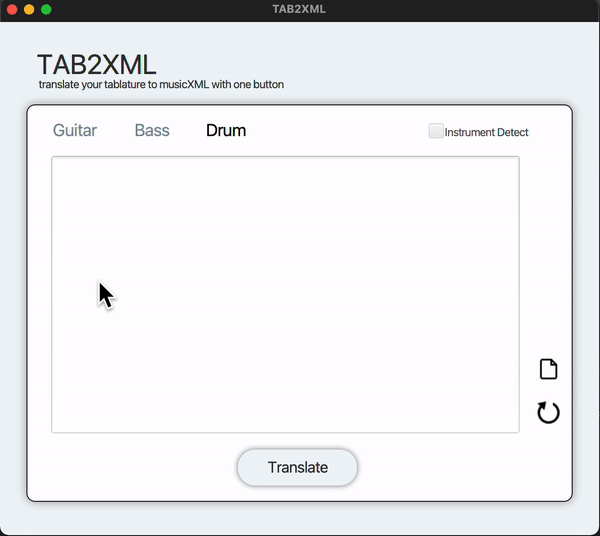 TAB2XML
TAB2XML
translate your tablature to musicXML with one button
Guitar Bass Drum Instrument Detect
Translate